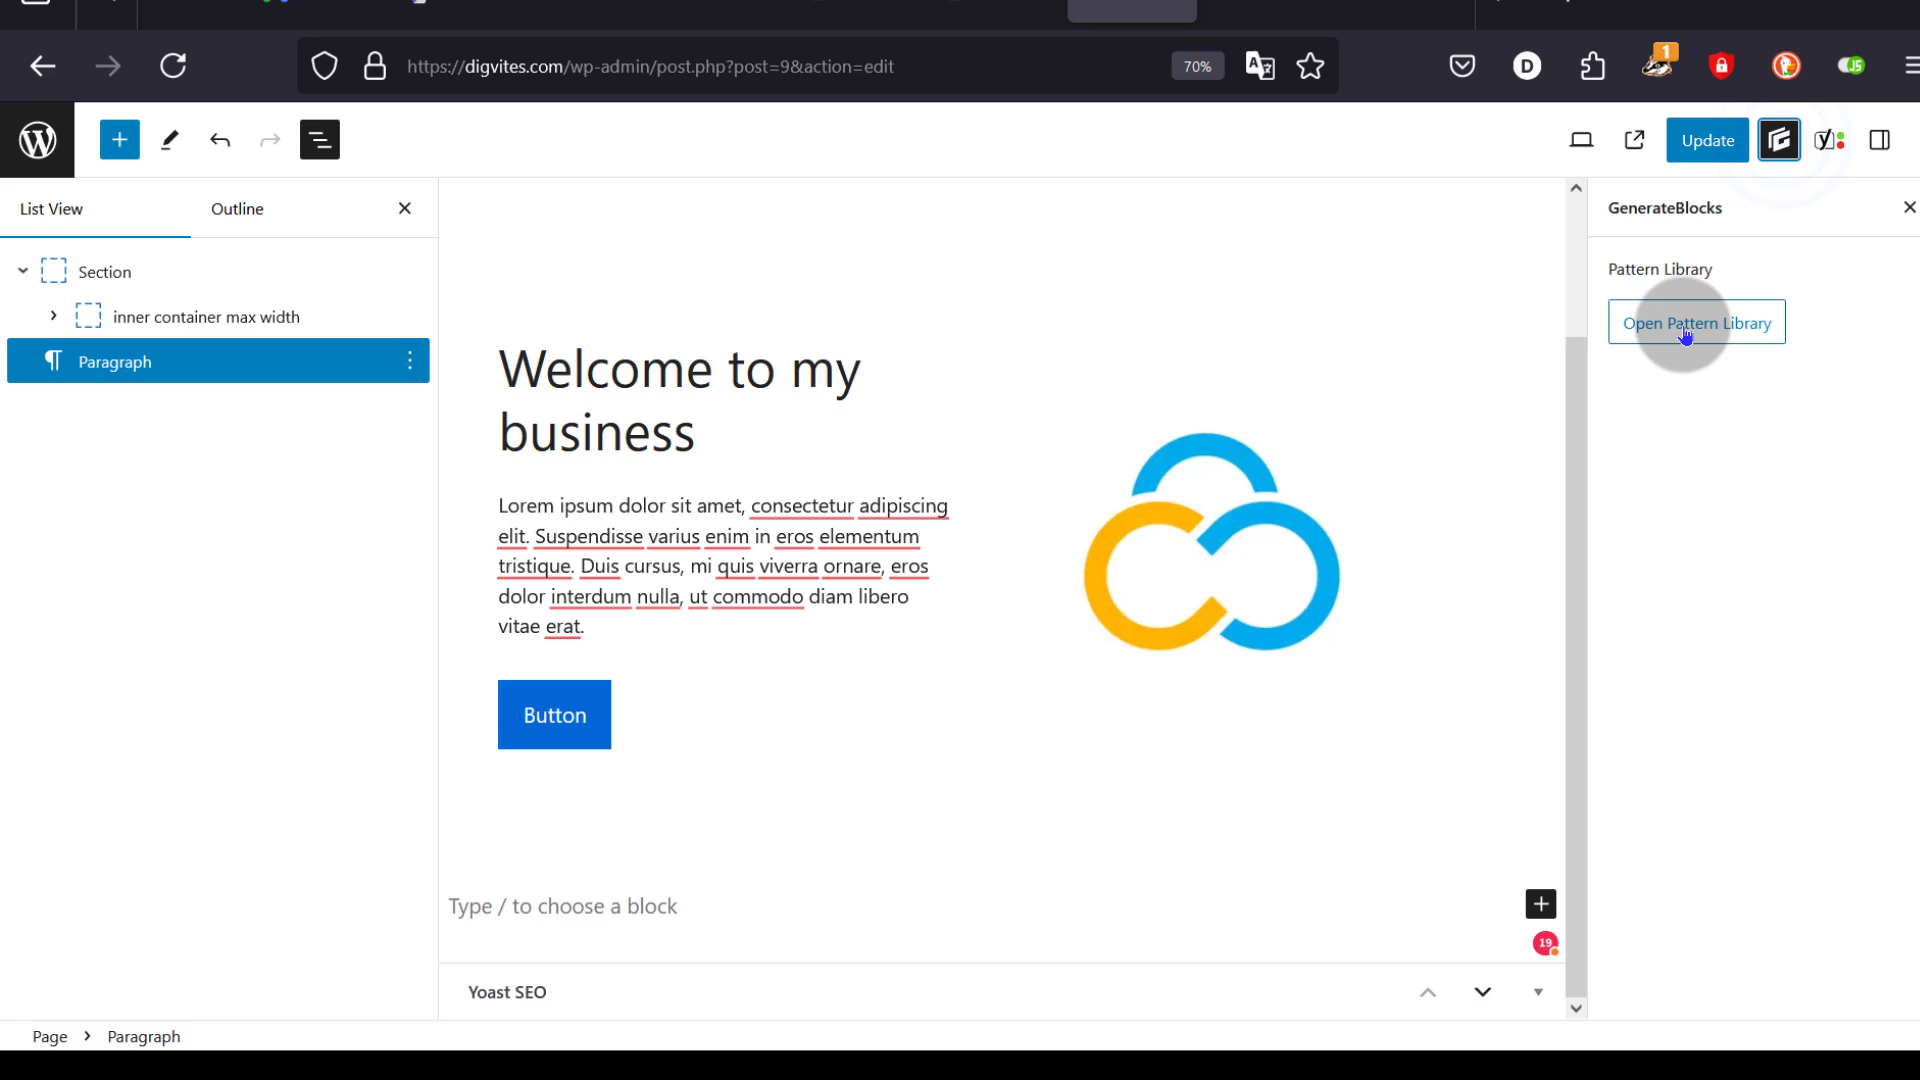 https://digvites.com/wp-admin/post.php?post=9&action=edit
70%
1
D
JS
Update
List View
Outline
GenerateBlocks
Section
inner container max width
Paragraph
Pattern Library
Open Pattern Library
Welcome to my
business
Lorem ipsum dolor sit amet, consectetur adipiscing
elit. Suspendisse varius enim in eros elementum
tristique. Duis cursus, mi quis viverra ornare, eros
dolor interdum nulla, ut commodo diam libero
vitae erat.
Button
Type / to choose a block
19
Yoast SEO
Page
Paragraph